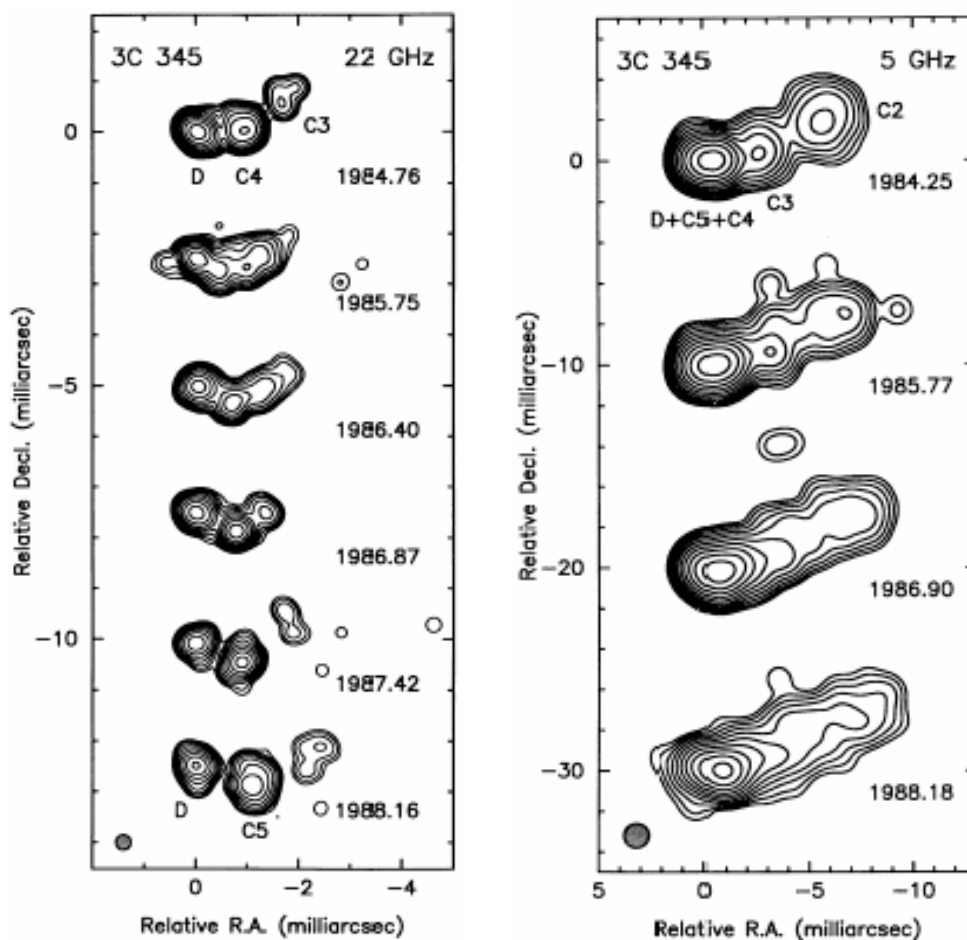 3C 345 22 GHz
C3
0
D C4
1984.76
1985.75
-5
1986.40
1986.87
-10
1987.42
D
C5
1988.16
0 -2 -4
Relative R.A. (milliarcsec)
Relative Decl. (milliarcsec)
3C 345 5 GHz
C2
0
C3
1984.25
D+C5+C4
1985.77
-10
1986.90
-20
1988.18
-30
5 0 -5 -10
Relative R.A. (milliarcsec)
Relative Decl. (milliarcsec)